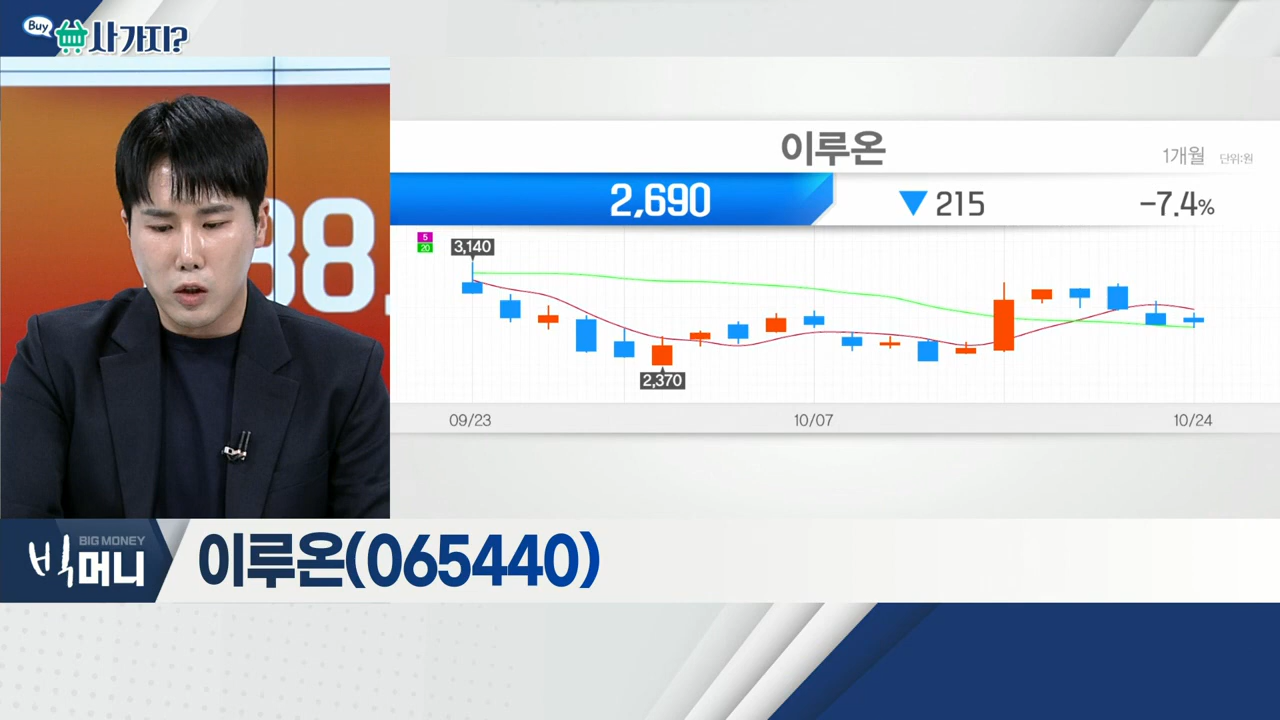 Buy
사 가지?
38.
이루온
1개월 단위:원
2,690 ▼ 215 -7.4%
5
20
3,140
2,370
09/23 10/07 10/24
빅머니 BIG MONEY
이루온(065440)